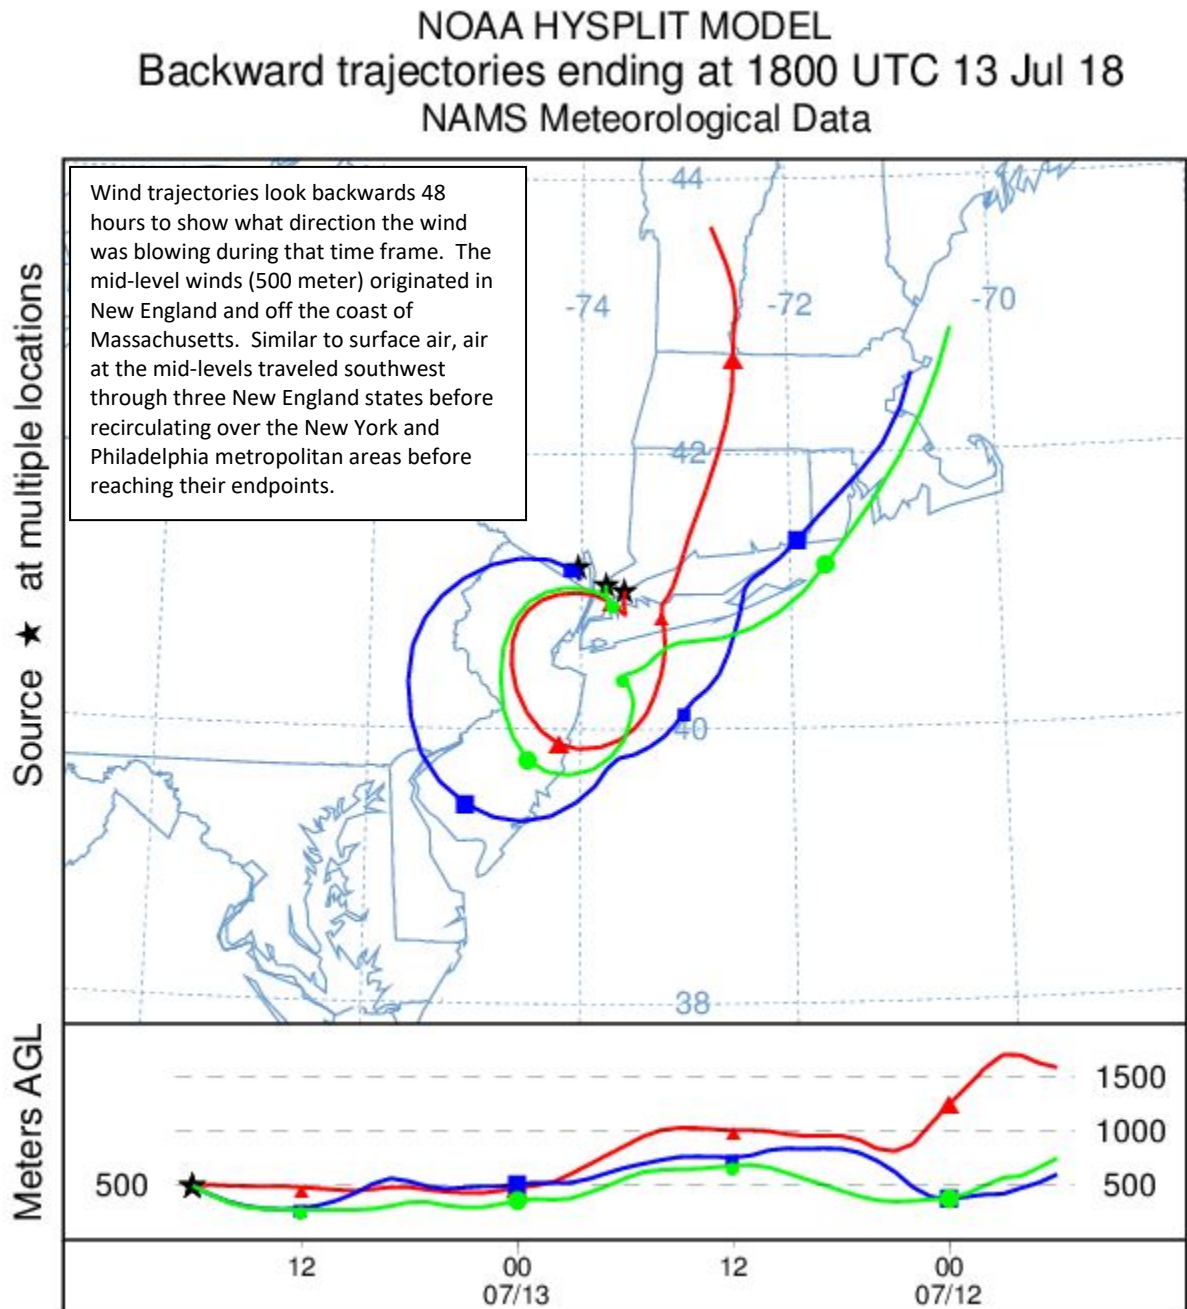 NOAA HYSPLIT MODEL
Backward trajectories ending at 1800 UTC 13 Jul 18
NAMS Meteorological Data
Source ★ at multiple locations
Wind trajectories look backwards 48
hours to show what direction the wind
was blowing during that time frame. The
mid-level winds (500 meter) originated in
New England and off the coast of
Massachusetts. Similar to surface air, air
at the mid-levels traveled southwest
through three New England states before
recirculating over the New York and
Philadelphia metropolitan areas before
reaching their endpoints.
44
-74
-72
-70
42
40
38
Meters AGL
1500
1000
500
500
12
00
12
00
07/13
07/12